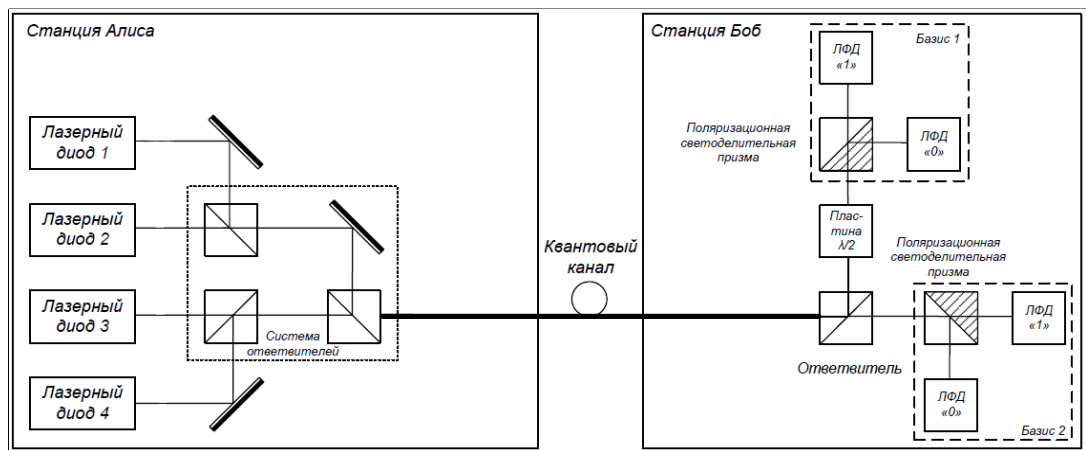 Станция Алиса
Лазерный
диод 1
Лазерный
диод 2
Лазерный
диод 3
Лазерный
диод 4
Система
ответвителей
Квантовый
канал
Станция Боб
Базис 1
ЛФД
«1»
Поляризационная
светоделительная
призма
ЛФД
«0»
Плас-
тина
λ/2
Поляризационная
светоделительная
призма
ЛФД
«1»
Ответвитель
ЛФД
«0»
Базис 2